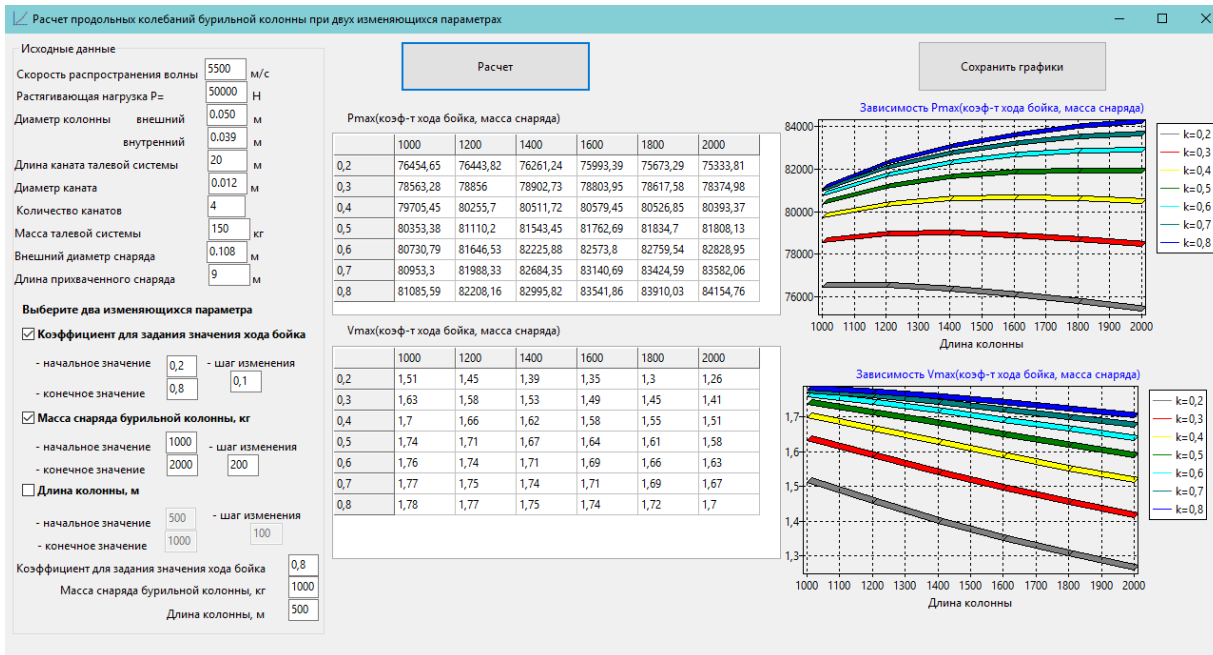 Расчет продольных колебаний бурильной колонны при двух изменяющихся параметрах
Исходные данные
Скорость распространения волны 5500 м/с
Растягивающая нагрузка P= 50000 Н
Диаметр колонны внешний 0.050 м
внутренний 0.039 м
Длина каната талевой системы 20 м
Диаметр каната 0.012 м
Количество канатов 4
Масса талевой системы 150 кг
Внешний диаметр снаряда 0.108 м
Длина прихваченного снаряда 9 м
Выберите два изменяющихся параметра
Коэффициент для задания значения хода бойка
- начальное значение 0,2 - шаг изменения
- конечное значение 0,8 0,1
Масса снаряда бурильной колонны, кг
- начальное значение 1000 - шаг изменения
- конечное значение 2000 200
Длина колонны, м
- начальное значение 500 - шаг изменения
- конечное значение 1000 100
Коэффициент для задания значения хода бойка 0,8
Масса снаряда бурильной колонны, кг 1000
Длина колонны, м 500
Расчет
Pmax(коэф-т хода бойка, масса снаряда)
1000 1200 1400 1600 1800 2000
0,2 76454,65 76443,82 76261,24 75993,39 75673,29 75333,81
0,3 78563,28 78856 78902,73 78803,95 78617,58 78374,98
0,4 79705,45 80255,7 80511,72 80579,45 80526,85 80393,37
0,5 80353,38 81110,2 81543,45 81762,69 81834,7 81808,13
0,6 80730,79 81646,53 82225,88 82573,8 82759,54 82828,95
0,7 80953,3 81988,33 82684,35 83140,69 83424,59 83582,06
0,8 81085,59 82208,16 82995,82 83541,86 83910,03 84154,76
Vmax(коэф-т хода бойка, масса снаряда)
1000 1200 1400 1600 1800 2000
0,2 1,51 1,45 1,39 1,35 1,3 1,26
0,3 1,63 1,58 1,53 1,49 1,45 1,41
0,4 1,7 1,66 1,62 1,58 1,55 1,51
0,5 1,74 1,71 1,67 1,64 1,61 1,58
0,6 1,76 1,74 1,71 1,69 1,66 1,63
0,7 1,77 1,75 1,74 1,71 1,69 1,67
0,8 1,78 1,77 1,75 1,74 1,72 1,7
Сохранить графики
Зависимость Pmax(коэф-т хода бойка, масса снаряда)
84000
82000
80000
78000
76000
1000 1100 1200 1300 1400 1500 1600 1700 1800 1900 2000
Длина колонны
k=0,2
k=0,3
k=0,4
k=0,5
k=0,6
k=0,7
k=0,8
Зависимость Vmax(коэф-т хода бойка, масса снаряда)
1,7
1,6
1,5
1,4
1,3
1000 1100 1200 1300 1400 1500 1600 1700 1800 1900 2000
Длина колонны
k=0,2
k=0,3
k=0,4
k=0,5
k=0,6
k=0,7
k=0,8